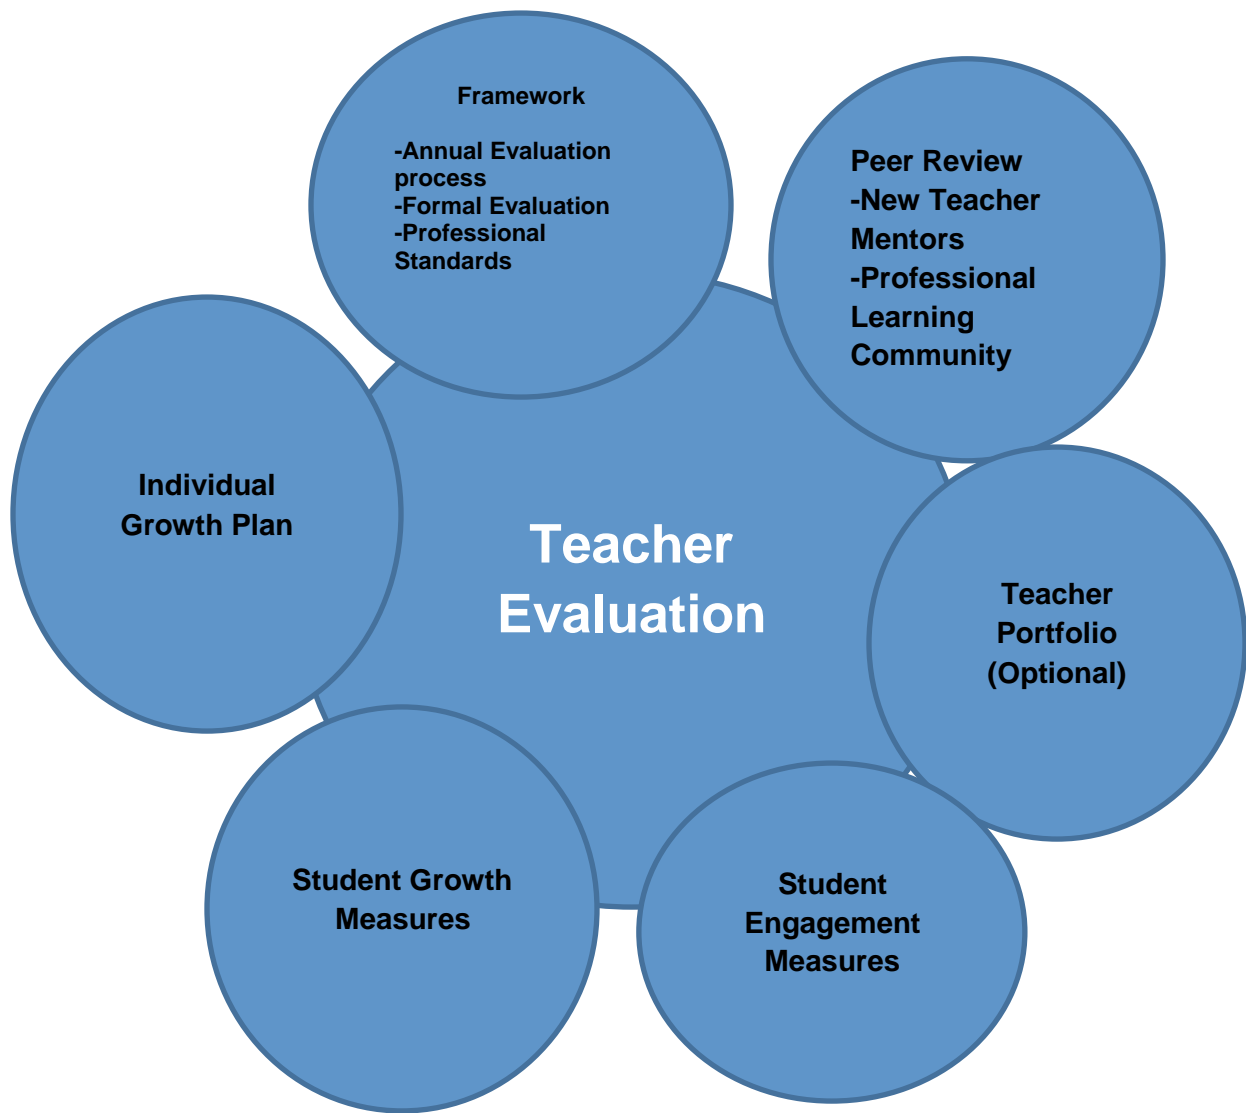 Framework
-Annual Evaluation
process
-Formal Evaluation
-Professional
Standards
Peer Review
-New Teacher
Mentors
-Professional
Learning
Community
Individual
Growth Plan
Teacher
Evaluation
Teacher
Portfolio
(Optional)
Student Growth
Measures
Student
Engagement
Measures